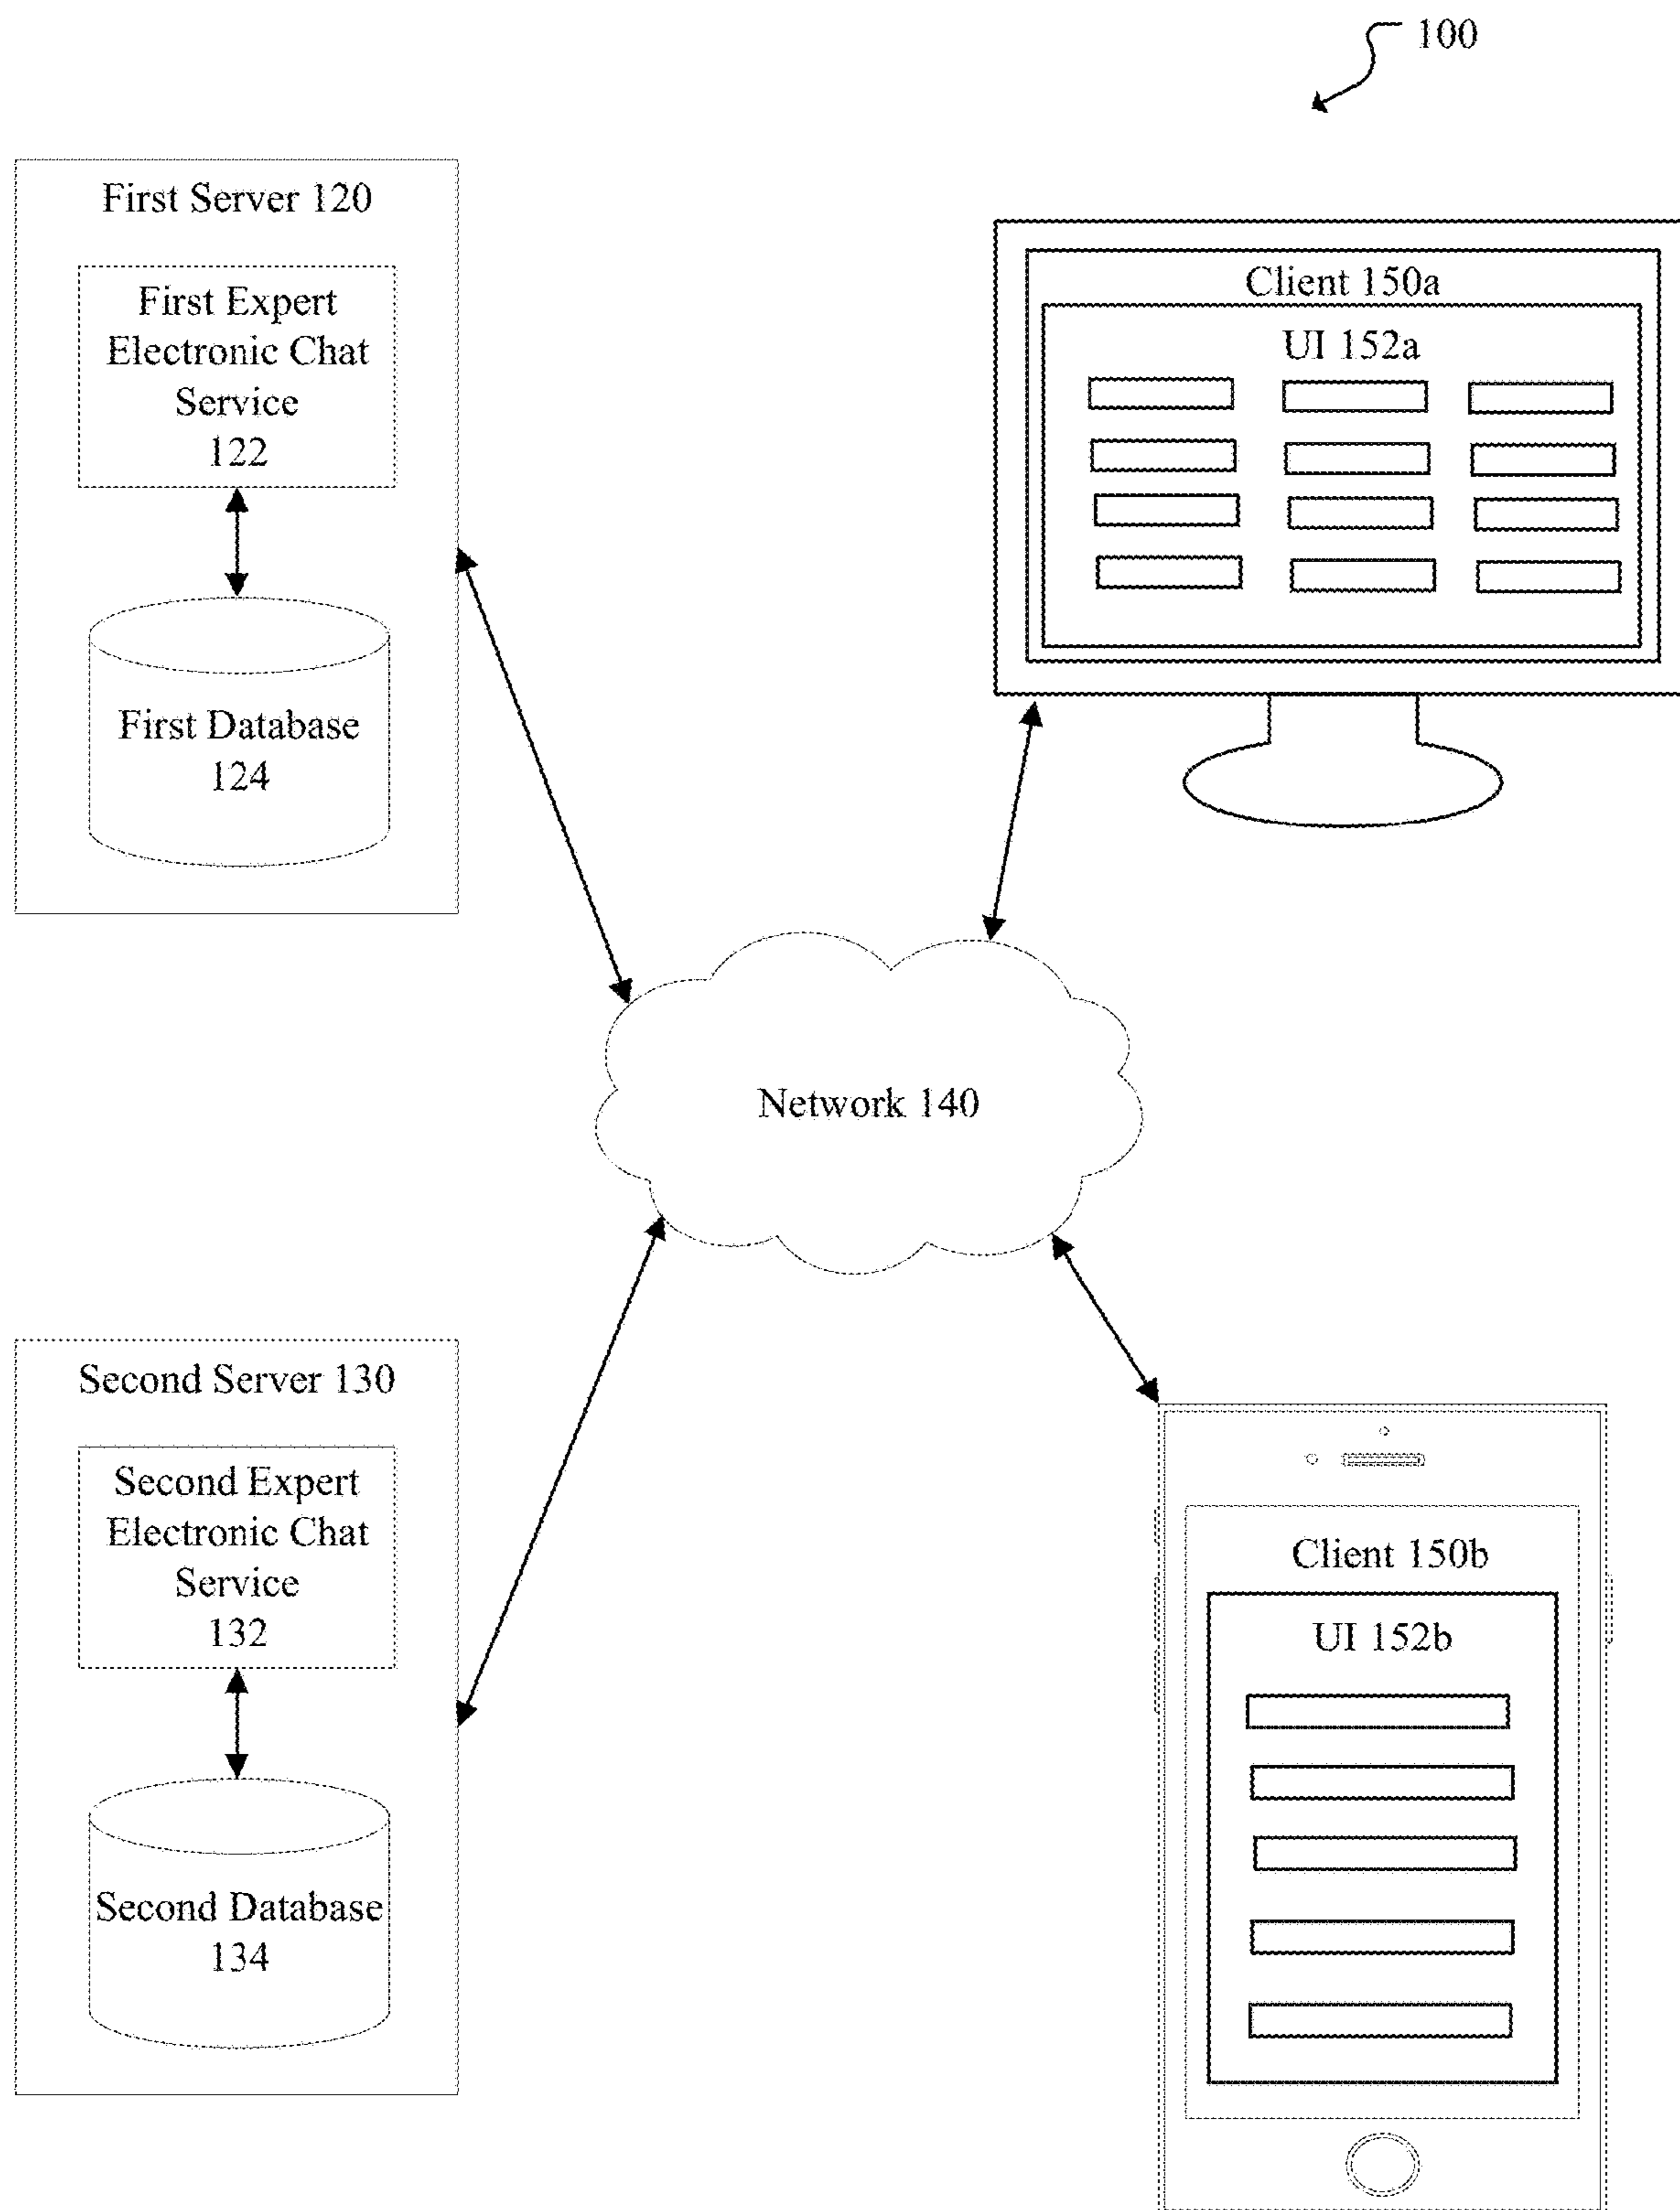 100
First Server 120
First Expert
Electronic Chat
Service
122
First Database
124
Client 150a
UI 152a
Network 140
Second Server 130
Second Expert
Electronic Chat
Service
132
Second Database
134
Client 150b
UI 152b